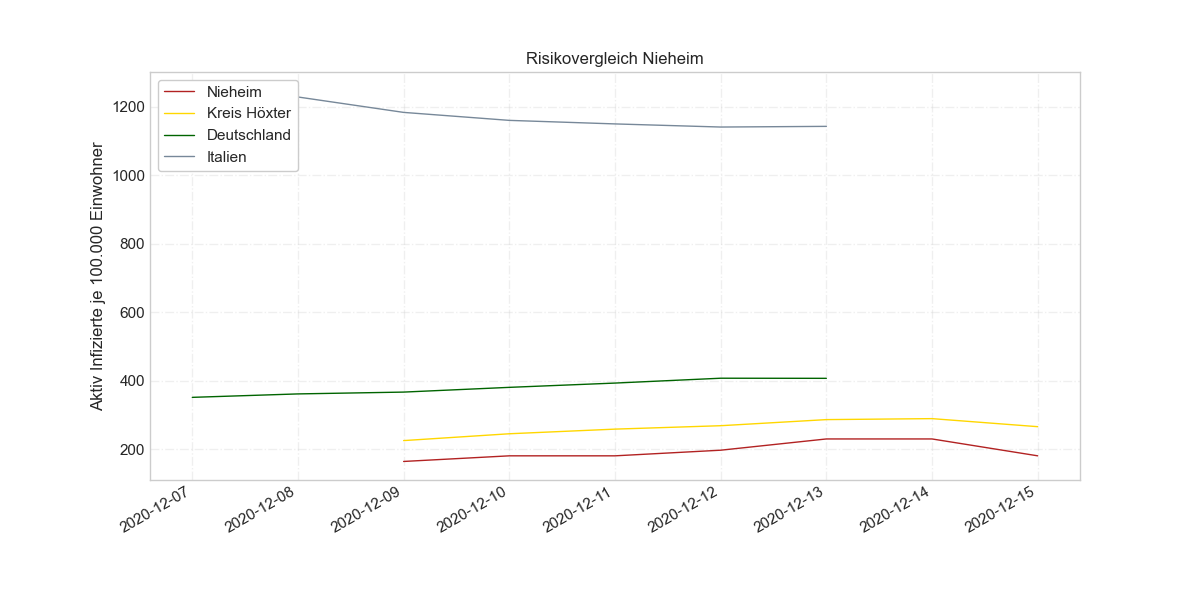 Risikovergleich Nieheim
Nieheim
Kreis Höxter
Deutschland
Italien
Aktiv Infizierte je 100.000 Einwohner
1200
1000
800
600
400
200
2020-12-07
2020-12-08
2020-12-09
2020-12-10
2020-12-11
2020-12-12
2020-12-13
2020-12-14
2020-12-15